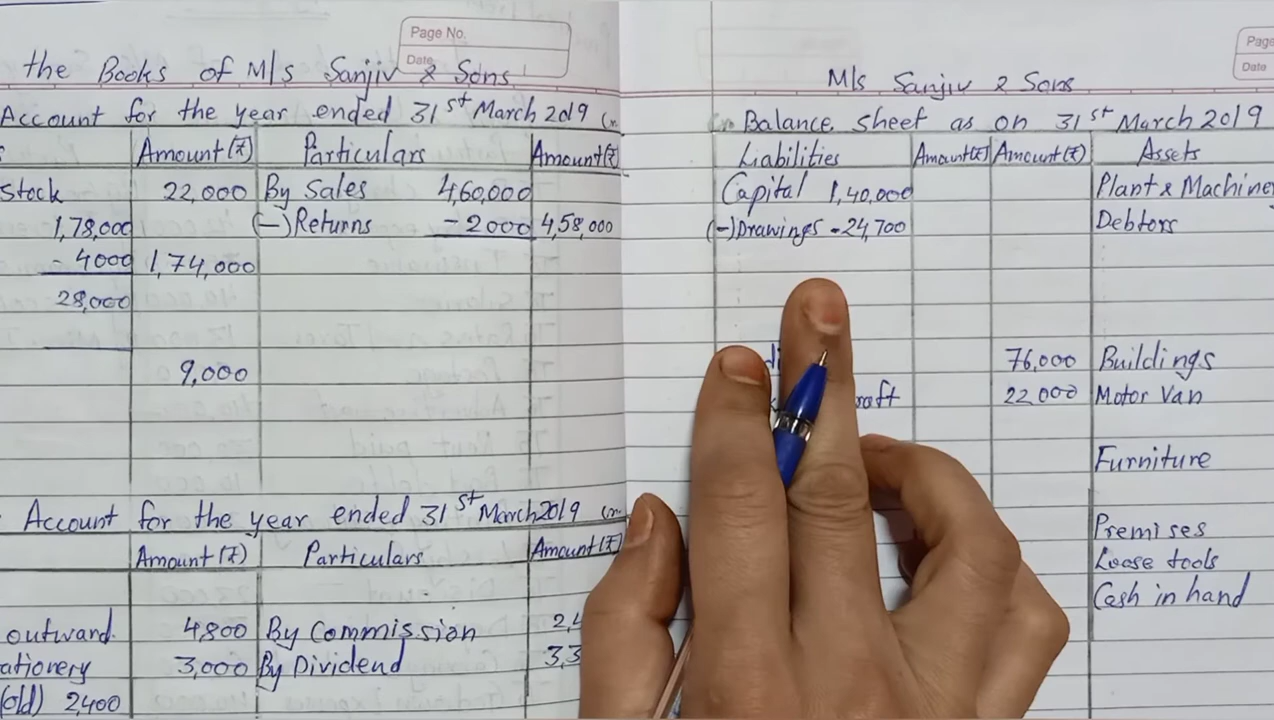 Page No.
Date
the Books of M/s Sanjiv & Sons
Account for the year ended 31st March 2019
Amount (₹) Particulars Amount (₹)
Stock 22,000 By Sales 4,60,000
1,78,000 (-) Returns - 2000 4,58,000
- 4000 1,74,000
28,000
9,000
Account for the year ended 31st March 2019
Amount (₹) Particulars Amount (₹)
outward. 4,800 By Commission
3,000 By Dividend
(old) 2,400
Page
Date
M/s Sanjiv & Sons
Balance sheet as on 31st March 2019
Liabilities Amount (₹) Amount (₹) Assets
Capital 1,40,000 Plant & Machine
(-) Drawings - 24,700 Debtors
76,000 Buildings
22,000 Motor Van
Furniture
Premises
Loose tools
Cash in hand